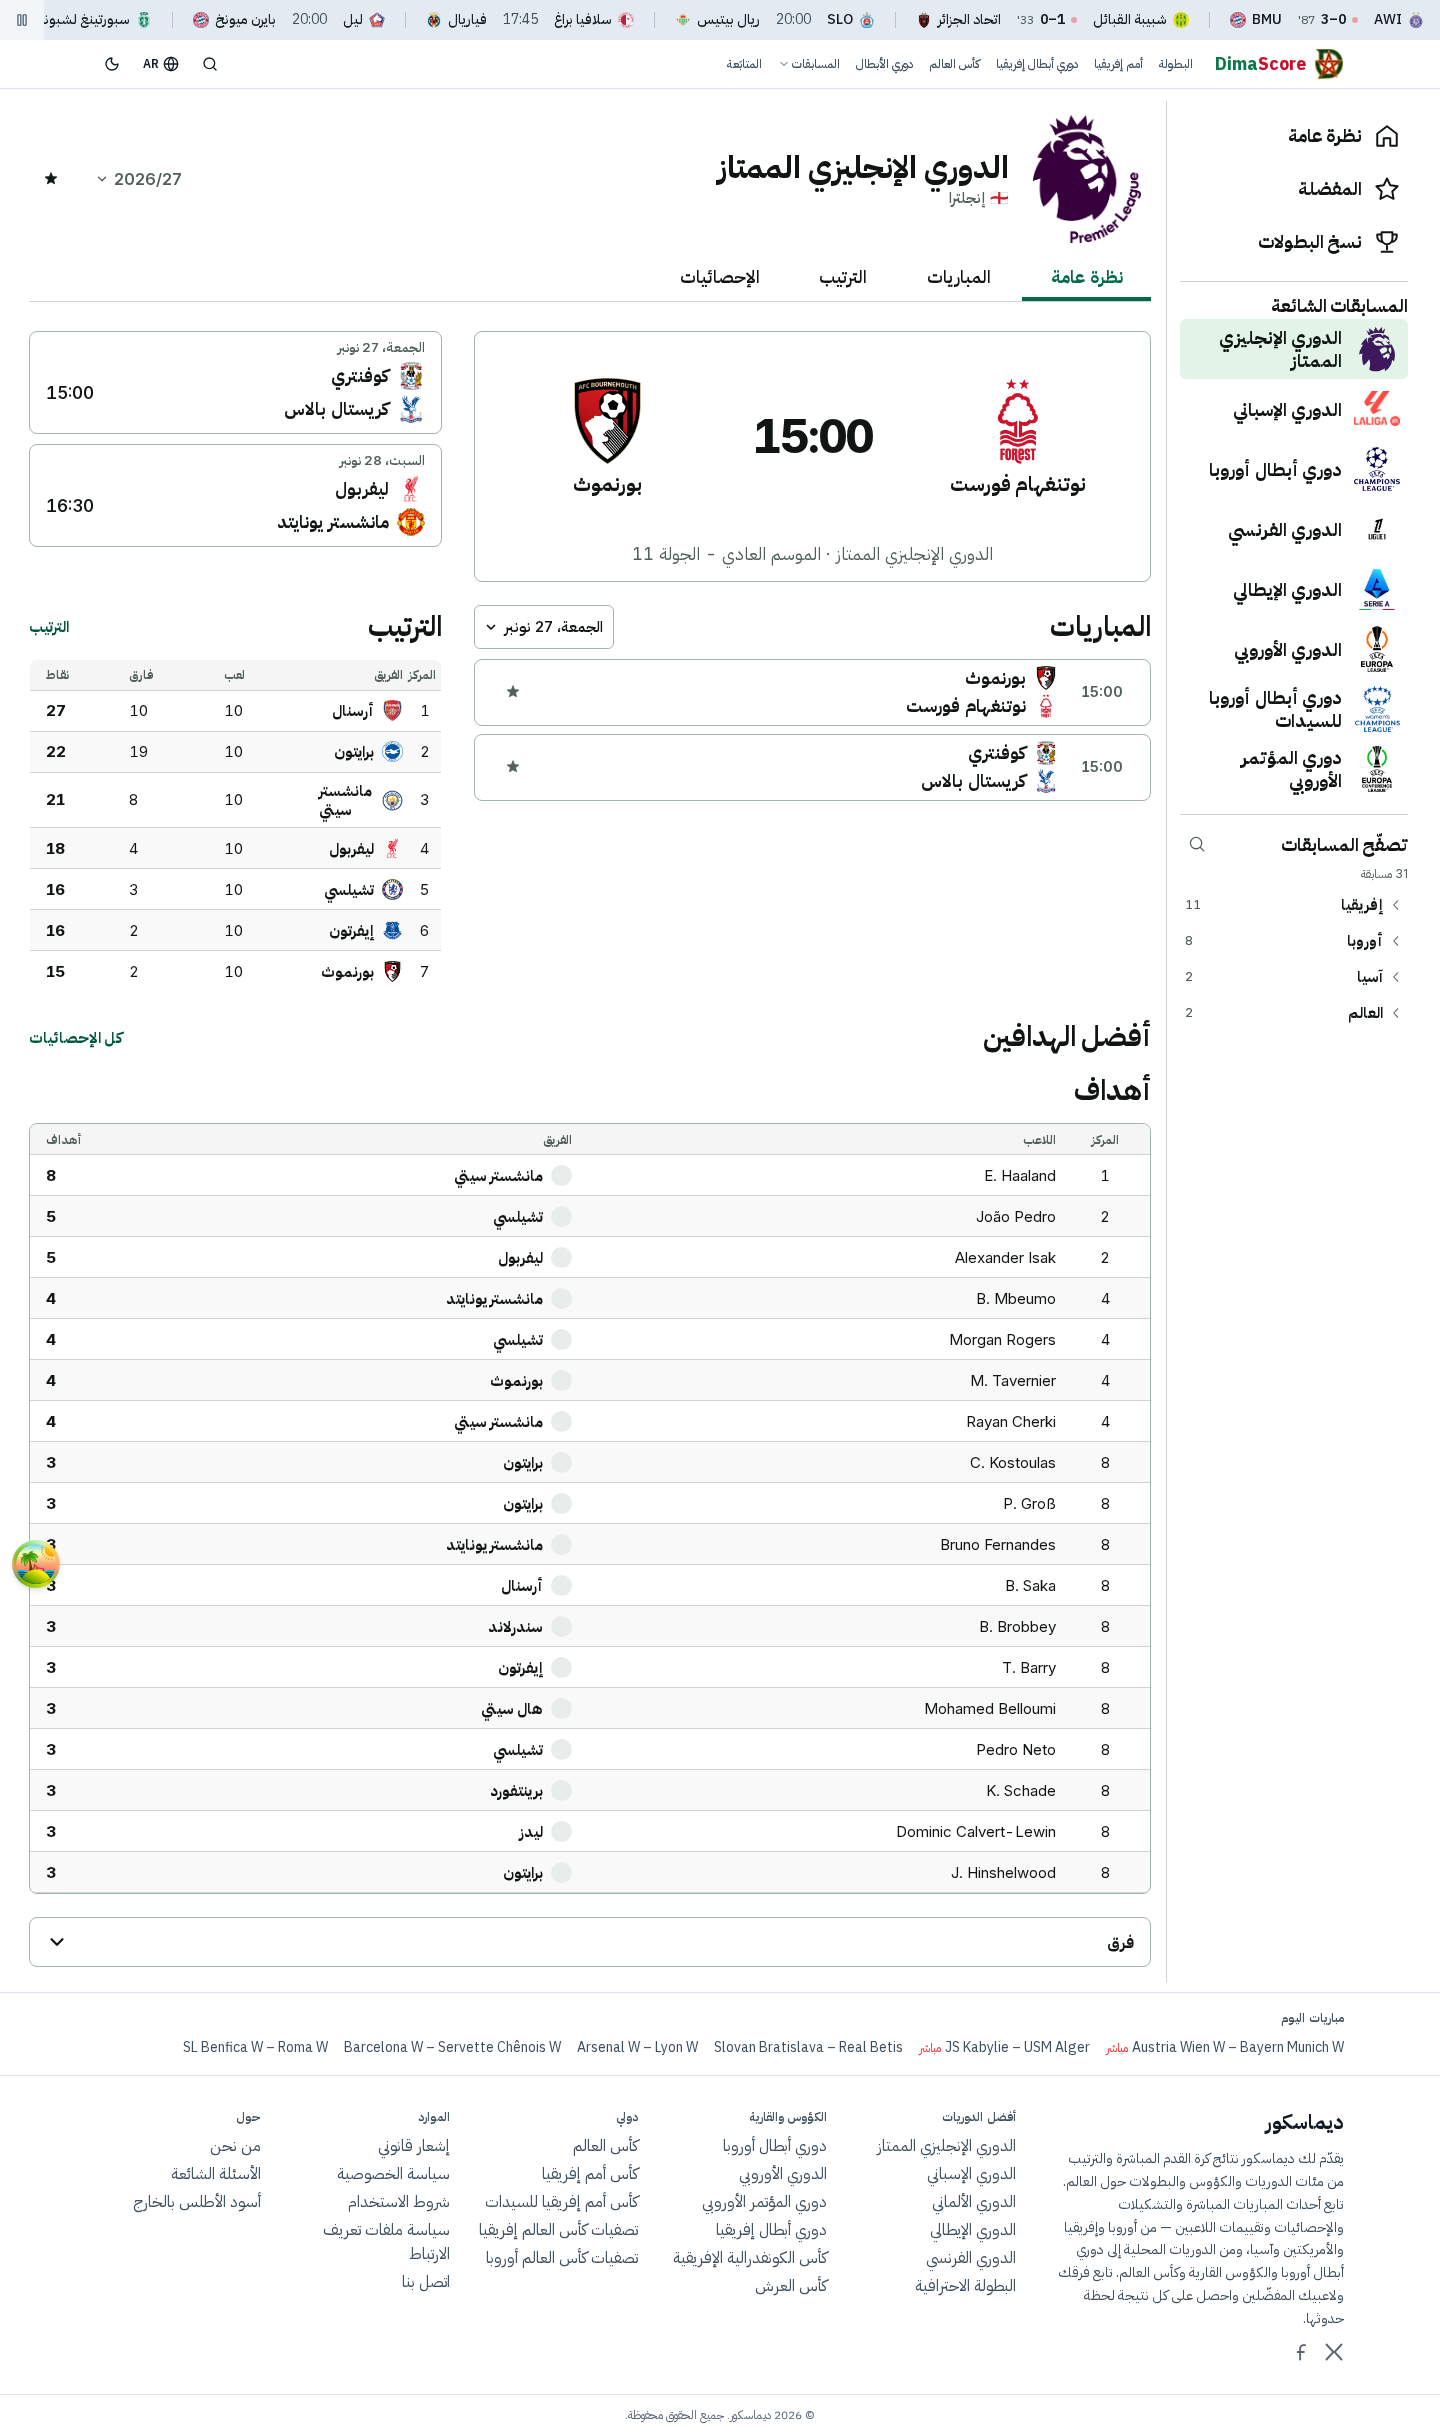 AWI 0–3 '87 BMU
شبيبة القبائل 1–0 '33 اتحاد الجزائر
SLO 20:00 ريال بيتيس
سلافيا براغ 17:45 فياريال
ليل 20:00 بايرن ميونخ
سبورتينغ لشبونة
DimaScore
البطولة
أمم إفريقيا
دوري أبطال إفريقيا
كأس العالم
دوري الأبطال
المسابقات
المتابَعة
AR
نظرة عامة
المفضلة
نسخ البطولات
المسابقات الشائعة
الدوري الإنجليزي الممتاز
الدوري الإسباني
دوري أبطال أوروبا
الدوري الفرنسي
الدوري الإيطالي
الدوري الأوروبي
دوري أبطال أوروبا للسيدات
دوري المؤتمر الأوروبي
تصفّح المسابقات
31 مسابقة
إفريقيا 11
أوروبا 8
آسيا 2
العالم 2
Premier League
الدوري الإنجليزي الممتاز
إنجلترا
2026/27
نظرة عامة
المباريات
الترتيب
الإحصائيات
نوتنغهام فورست 15:00 بورنموث
الدوري الإنجليزي الممتاز · الموسم العادي - الجولة 11
الجمعة، 27 نونبر
كوفنتري
كريستال بالاس
15:00
السبت، 28 نونبر
ليفربول
مانشستر يونايتد
16:30
المباريات
الجمعة، 27 نونبر
15:00 بورنموث
نوتنغهام فورست
15:00 كوفنتري
كريستال بالاس
الترتيب
الترتيب
المركز الفريق لعب فارق نقاط
1 أرسنال 10 10 27
2 برايتون 10 19 22
3 مانشستر سيتي 10 8 21
4 ليفربول 10 4 18
5 تشيلسي 10 3 16
6 إيفرتون 10 2 16
7 بورنموث 10 2 15
أفضل الهدافين
كل الإحصائيات
أهداف
المركز اللاعب الفريق أهداف
1 E. Haaland مانشستر سيتي 8
2 João Pedro تشيلسي 5
2 Alexander Isak ليفربول 5
4 B. Mbeumo مانشستر يونايتد 4
4 Morgan Rogers تشيلسي 4
4 M. Tavernier بورنموث 4
4 Rayan Cherki مانشستر سيتي 4
8 C. Kostoulas برايتون 3
8 P. Groß برايتون 3
8 Bruno Fernandes مانشستر يونايتد 3
8 B. Saka أرسنال 3
8 B. Brobbey سندرلاند 3
8 T. Barry إيفرتون 3
8 Mohamed Belloumi هال سيتي 3
8 Pedro Neto تشيلسي 3
8 K. Schade برينتفورد 3
8 Dominic Calvert-Lewin ليدز 3
8 J. Hinshelwood برايتون 3
فرق
مباريات اليوم
Austria Wien W – Bayern Munich W مباشر
JS Kabylie – USM Alger مباشر
Slovan Bratislava – Real Betis
Arsenal W – Lyon W
Barcelona W – Servette Chênois W
SL Benfica W – Roma W
ديماسكور
يقدّم لك ديماسكور نتائج كرة القدم المباشرة والترتيب
من مئات الدوريات والكؤوس والبطولات حول العالم.
تابع أحداث المباريات المباشرة والتشكيلات
والإحصائيات وتقييمات اللاعبين — من أوروبا وإفريقيا
والأمريكتين وآسيا، ومن الدوريات المحلية إلى دوري
أبطال أوروبا والكؤوس القارية وكأس العالم. تابع فرقك
ولاعبيك المفضّلين واحصل على كل نتيجة لحظة
حدوثها.
أفضل الدوريات
الدوري الإنجليزي الممتاز
الدوري الإسباني
الدوري الألماني
الدوري الإيطالي
الدوري الفرنسي
البطولة الاحترافية
الكؤوس والقارية
دوري أبطال أوروبا
الدوري الأوروبي
دوري المؤتمر الأوروبي
دوري أبطال إفريقيا
كأس الكونفدرالية الإفريقية
كأس العرش
دولي
كأس العالم
كأس أمم إفريقيا
كأس أمم إفريقيا للسيدات
تصفيات كأس العالم إفريقيا
تصفيات كأس العالم أوروبا
الموارد
إشعار قانوني
سياسة الخصوصية
شروط الاستخدام
سياسة ملفات تعريف
الارتباط
اتصل بنا
حول
من نحن
الأسئلة الشائعة
أسود الأطلس بالخارج
© 2026 ديماسكور. جميع الحقوق محفوظة.